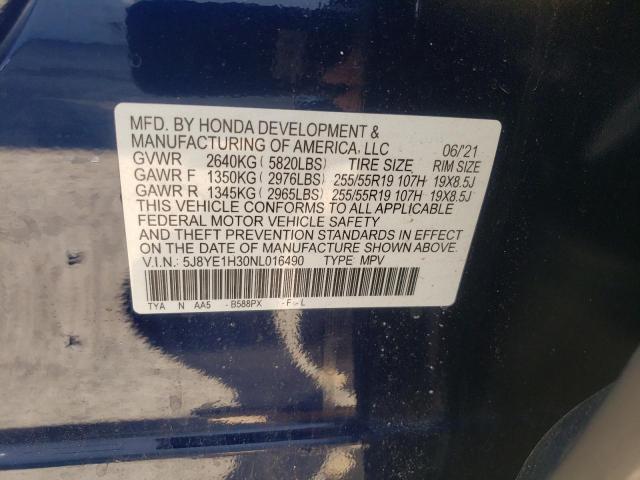 MFD. BY HONDA DEVELOPMENT &
MANUFACTURING OF AMERICA, LLC 06/'21
GVWR 2640KG ( 5820LBS) TIRE SIZE RIM SIZE
GAWR F 1350KG ( 2976LBS) 255/55R19 107H 19X8.5J
GAWR R 1345KG ( 2965LBS) 255/55R19 107H 19X8.5J
THIS VEHICLE CONFORMS TO ALL APPLICABLE
FEDERAL MOTOR VEHICLE SAFETY
AND THEFT PREVENTION STANDARDS IN EFFECT
ON THE DATE OF MANUFACTURE SHOWN ABOVE.
V.I.N.: 5J8YE1H30NL016490 TYPE: MPV
TYA N AA5 -B588PX -F-L